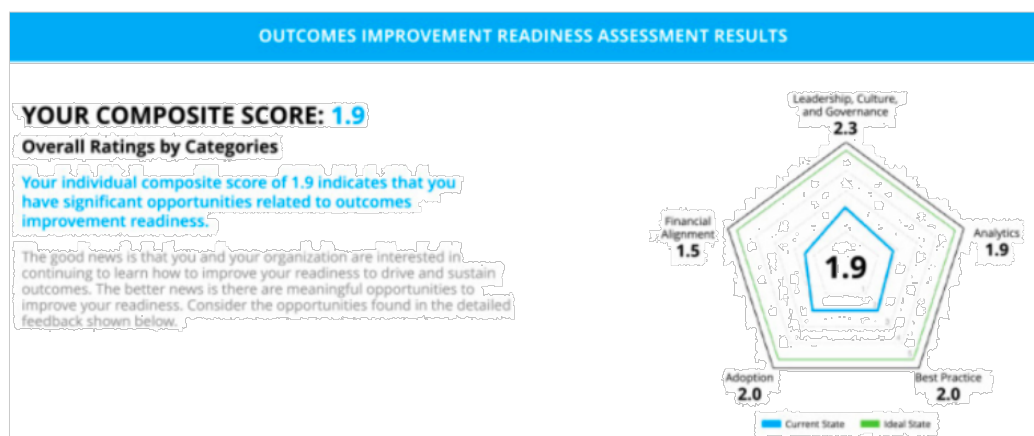 OUTCOMES IMPROVEMENT READINESS ASSESSMENT RESULTS
YOUR COMPOSITE SCORE: 1.9
Overall Ratings by Categories
Your individual composite score of 1.9 indicates that you
have significant opportunities related to outcomes
improvement readiness.
The good news is that you and your organization are interested in
continuing to learn how to improve your readiness to drive and sustain
outcomes. The better news is there are meaningful opportunities to
improve your readiness. Consider the opportunities found in the detailed
feedback shown below.
Leadership, Culture,
and Governance
2.3
Financial
Alignment
1.5
Analytics
1.9
1.9
Adoption
2.0
Best Practice
2.0
Current State
Ideal State